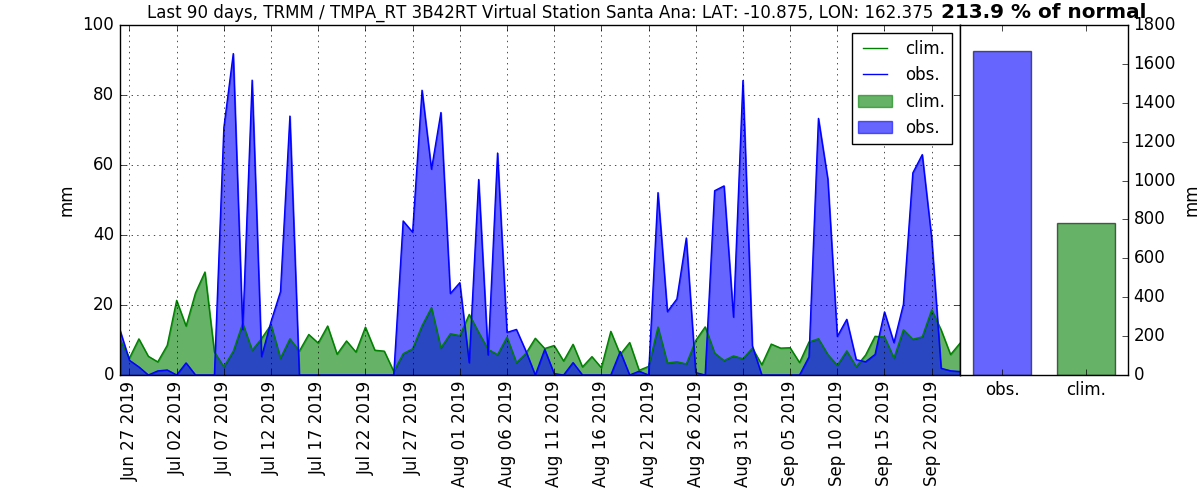 Last 90 days, TRMM / TMPA_RT 3B42RT Virtual Station Santa Ana: LAT: -10.875, LON: 162.375 213.9 % of normal
100
80
60
40
20
0
mm
clim.
obs.
clim.
obs.
1800
1600
1400
1200
1000
800
600
400
200
0
mm
Jun 27 2019
Jul 02 2019
Jul 07 2019
Jul 12 2019
Jul 17 2019
Jul 22 2019
Jul 27 2019
Aug 01 2019
Aug 06 2019
Aug 11 2019
Aug 16 2019
Aug 21 2019
Aug 26 2019
Aug 31 2019
Sep 05 2019
Sep 10 2019
Sep 15 2019
Sep 20 2019
obs.
clim.